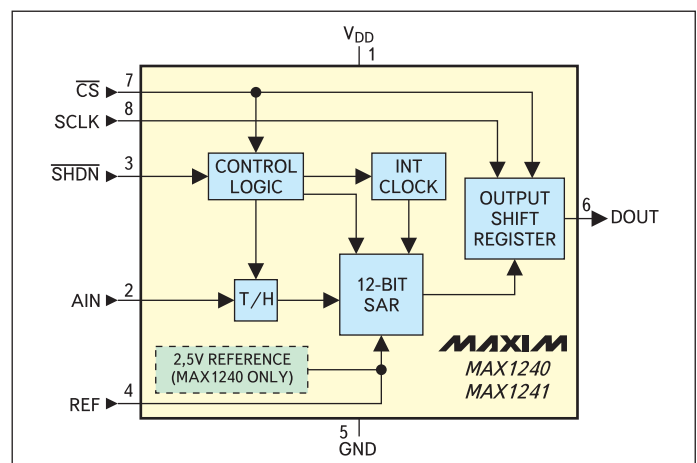 VDD
1
CS
7
SCLK
8
SHDN
3
CONTROL
LOGIC
INT
CLOCK
OUTPUT
SHIFT
REGISTER
6
DOUT
AIN
2
T/H
12-BIT
SAR
2,5V REFERENCE
(MAX1240 ONLY)
MAXIM
MAX1240
MAX1241
REF
4
5
GND